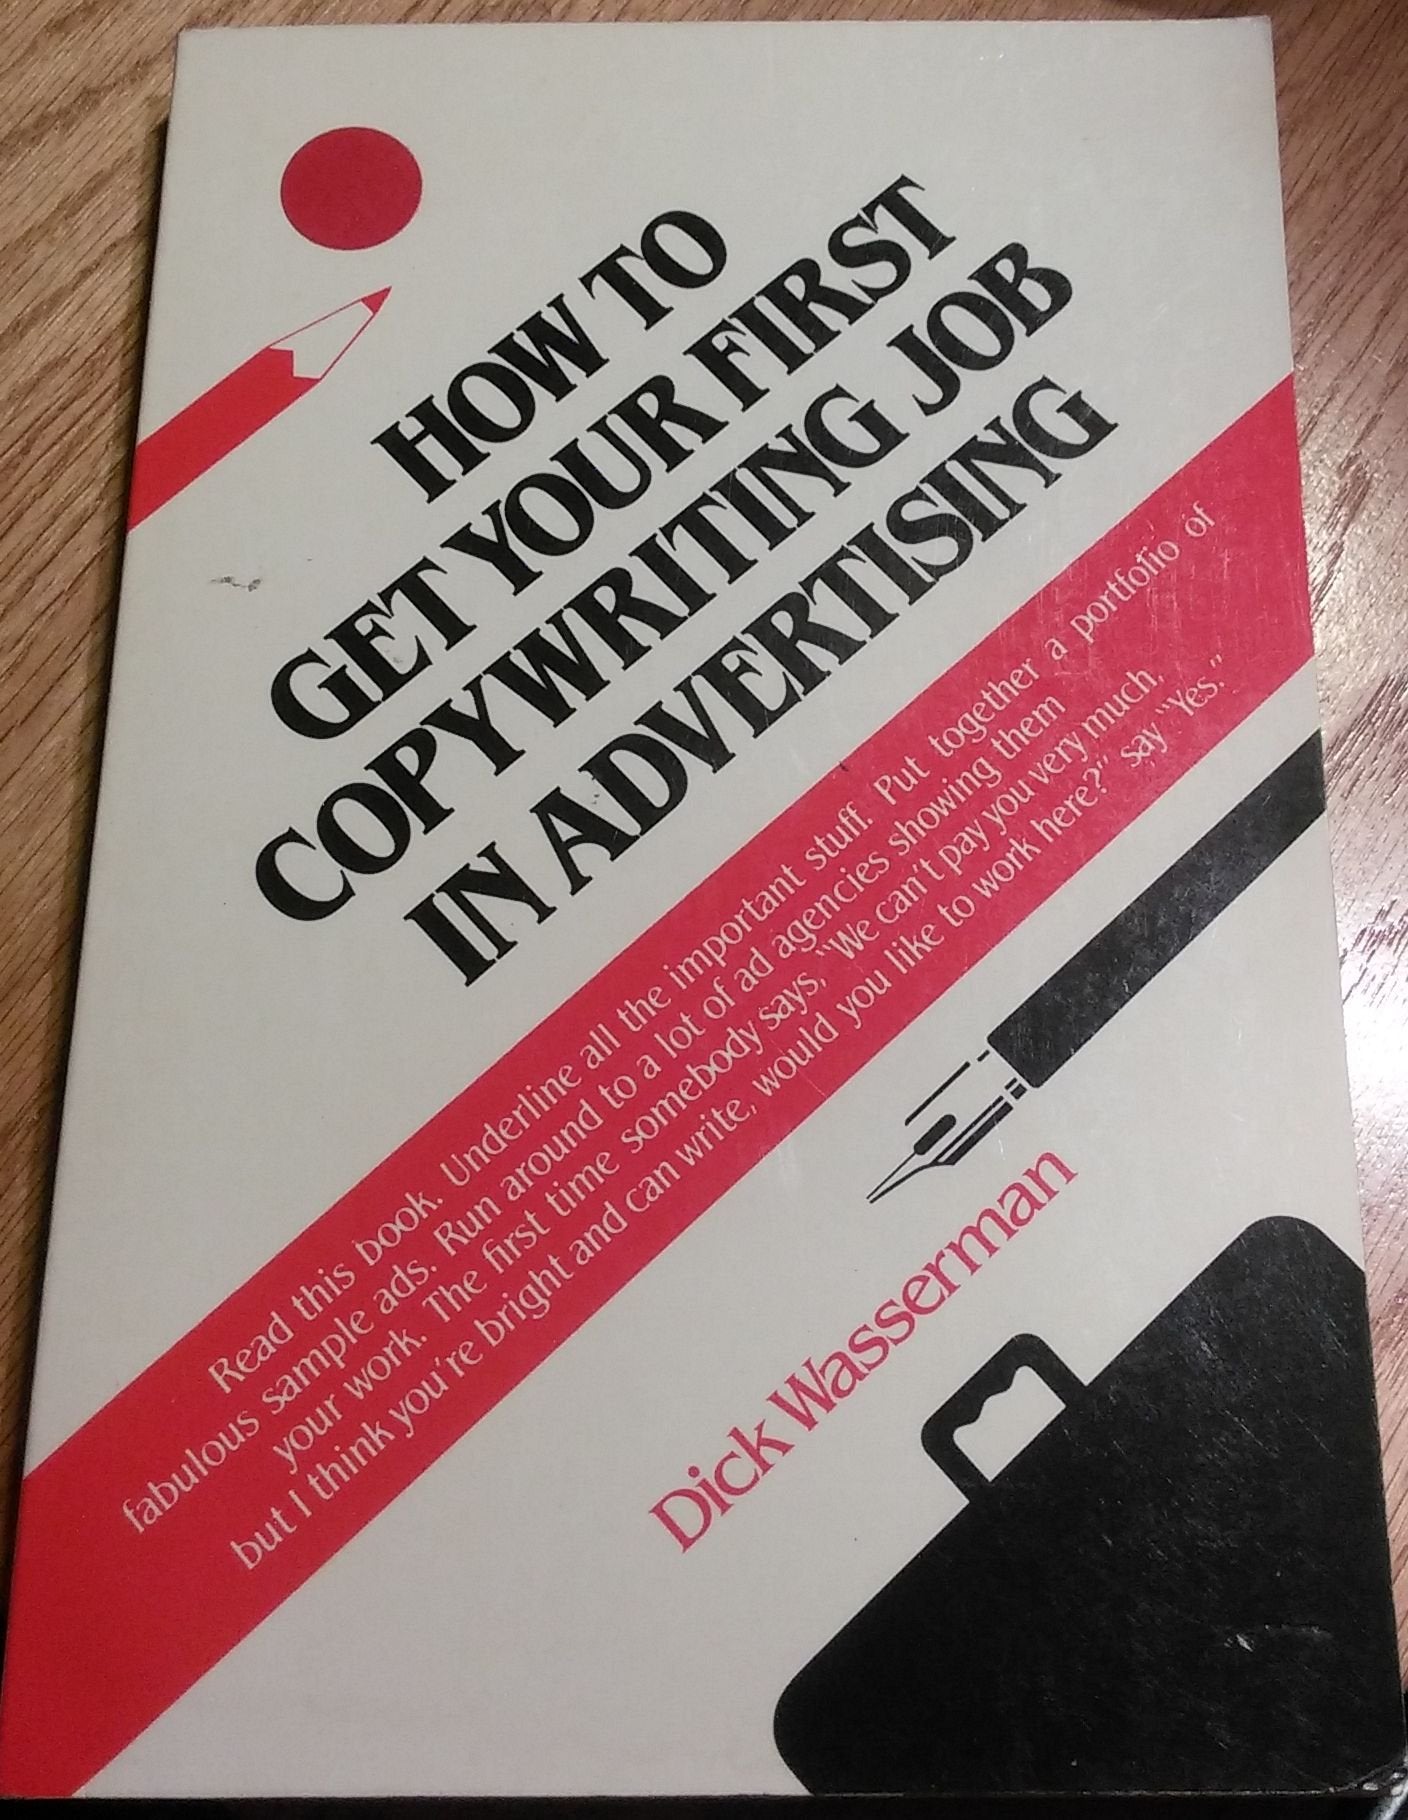 HOW TO
GET YOUR FIRST
COPYWRITING JOB
IN ADVERTISING
Read this book. Underline all the important stuff. Put together a portfolio of
fabulous sample ads. Run around to a lot of ad agencies showing them
your work. The first time somebody says, "We can't pay you very much,
but I think you're bright and can write, would you like to work here?" say "Yes."
Dick Wasserman